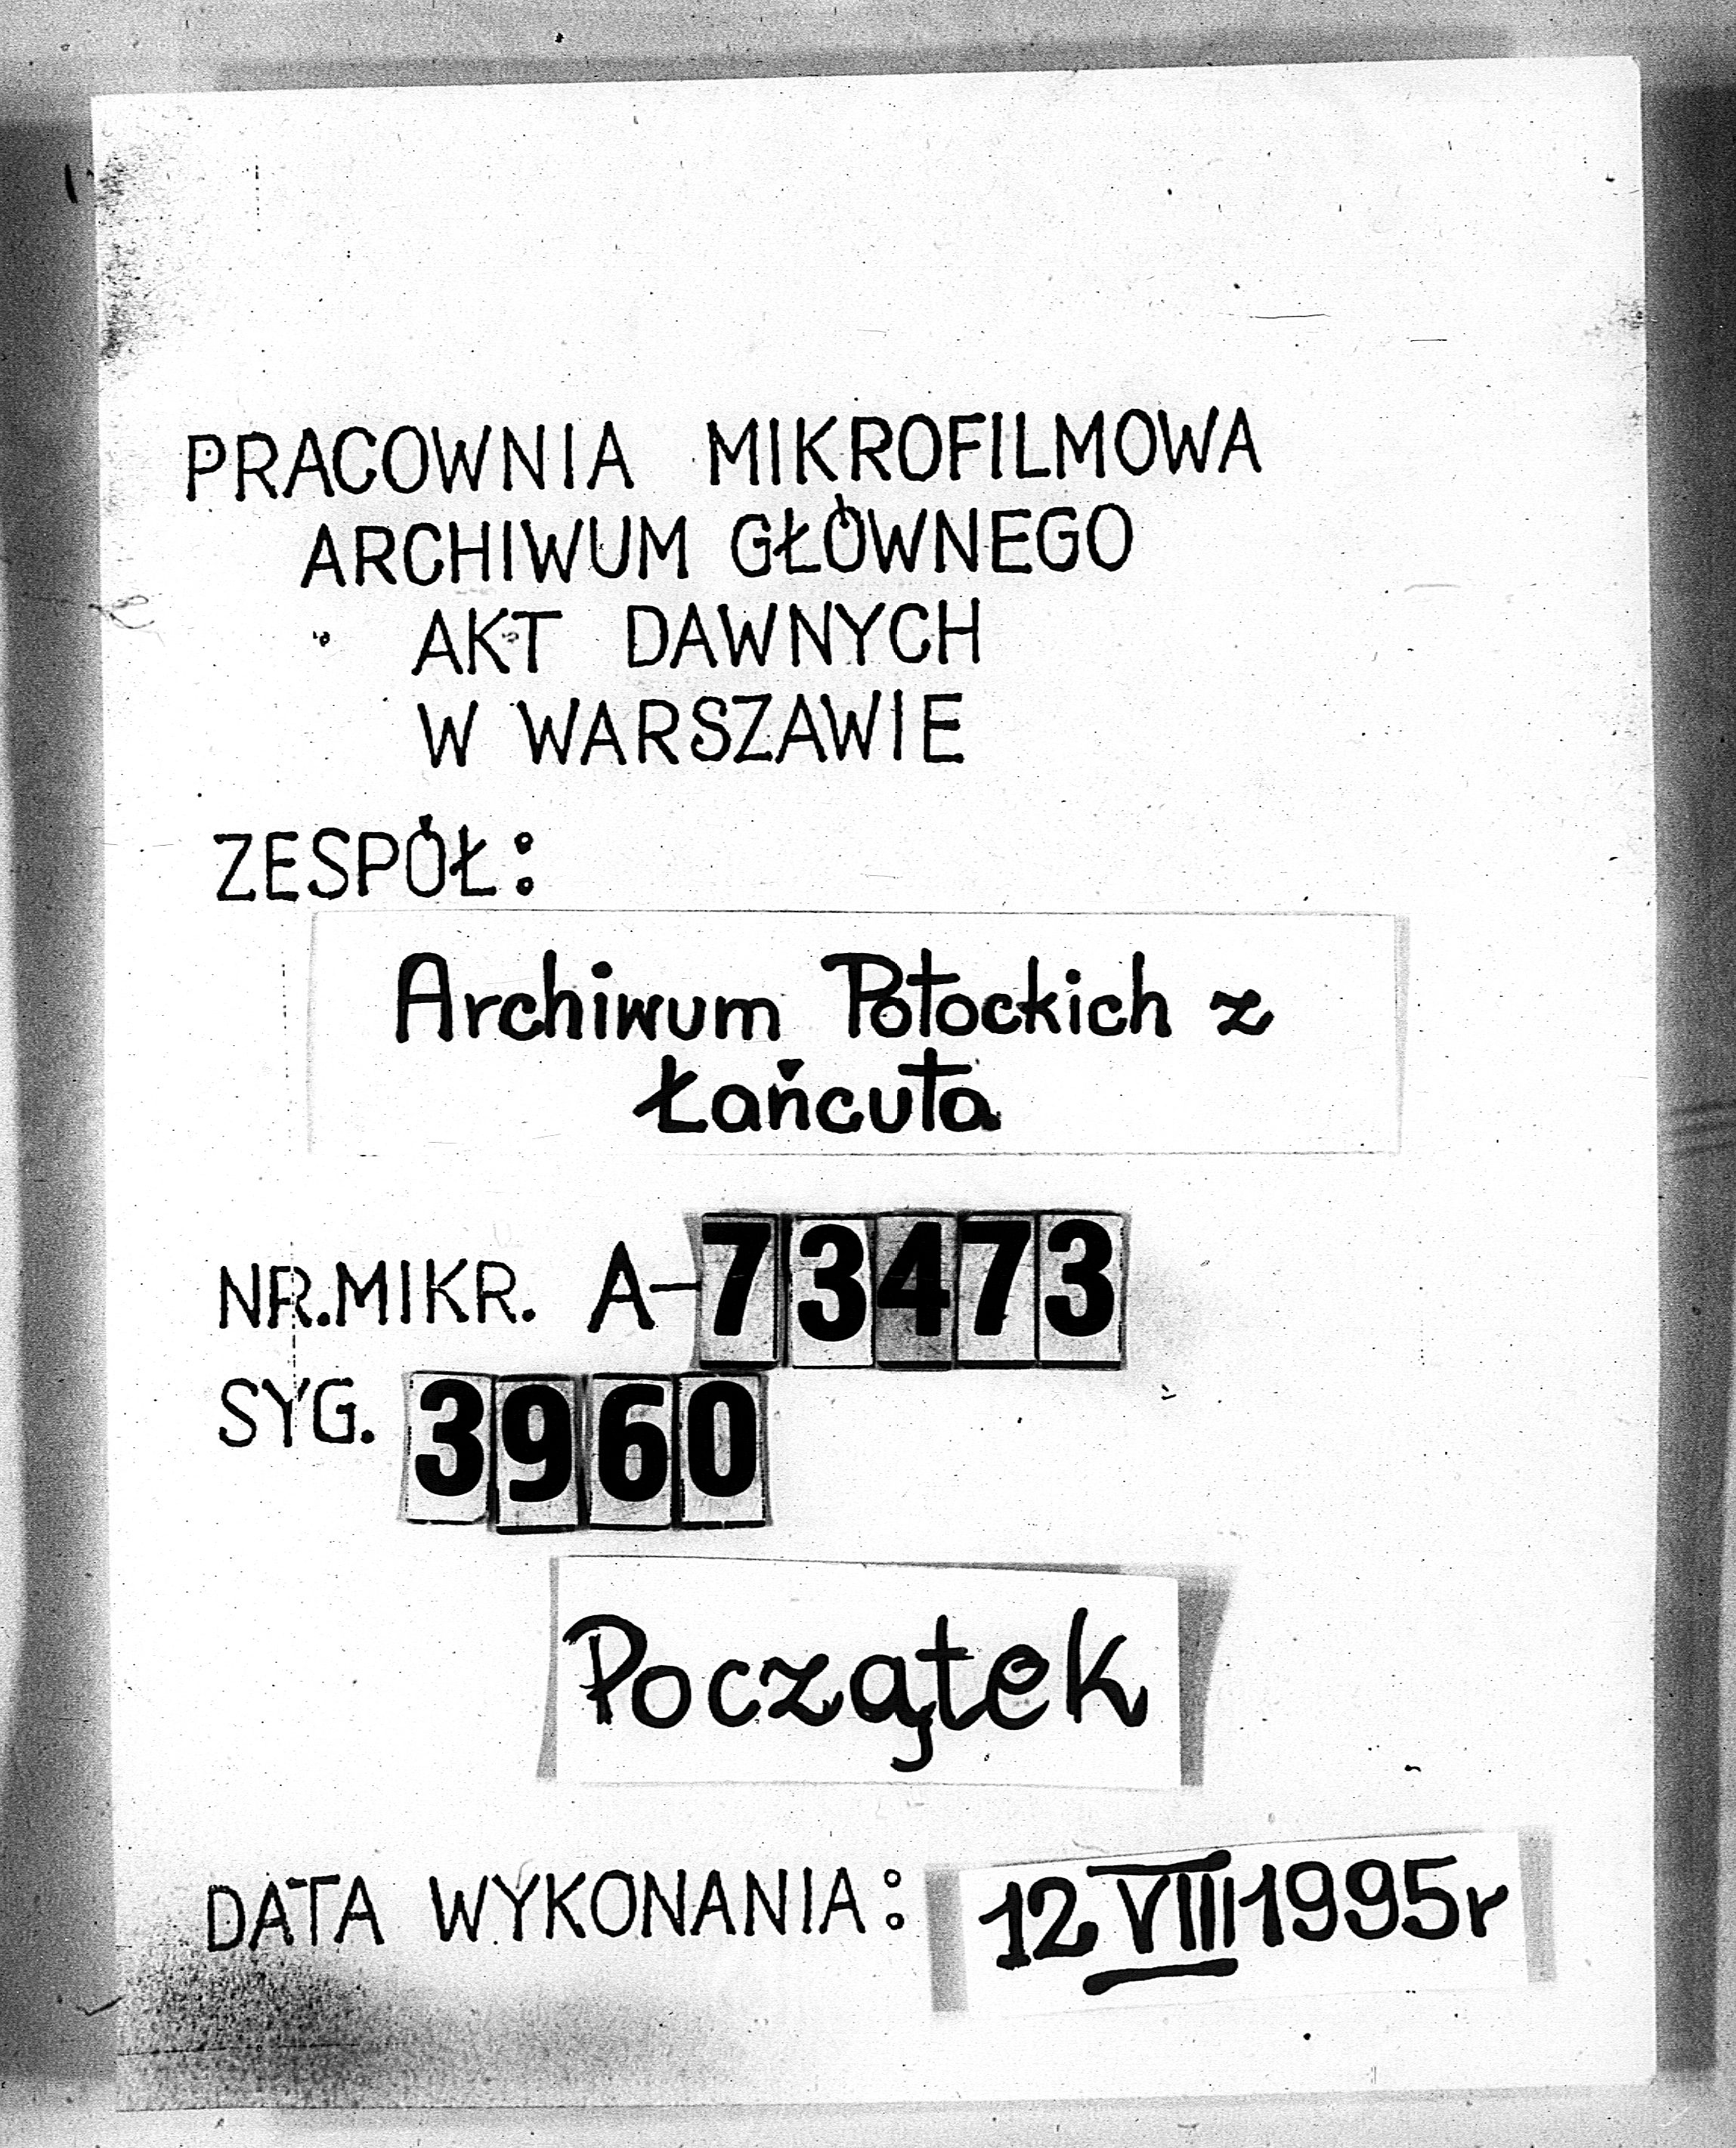 PRACOWNIA MIKROFILMOWA
ARCHIWUM GŁÓWNEGO
AKT DAWNYCH
W WARSZAWIE
ZESPÓŁ:
Archiwum Potockich z
Łańcuta
NR. MIKR. A-73473
SYG. 3960
Początek
DATA WYKONANIA: 12 VIII 1995r